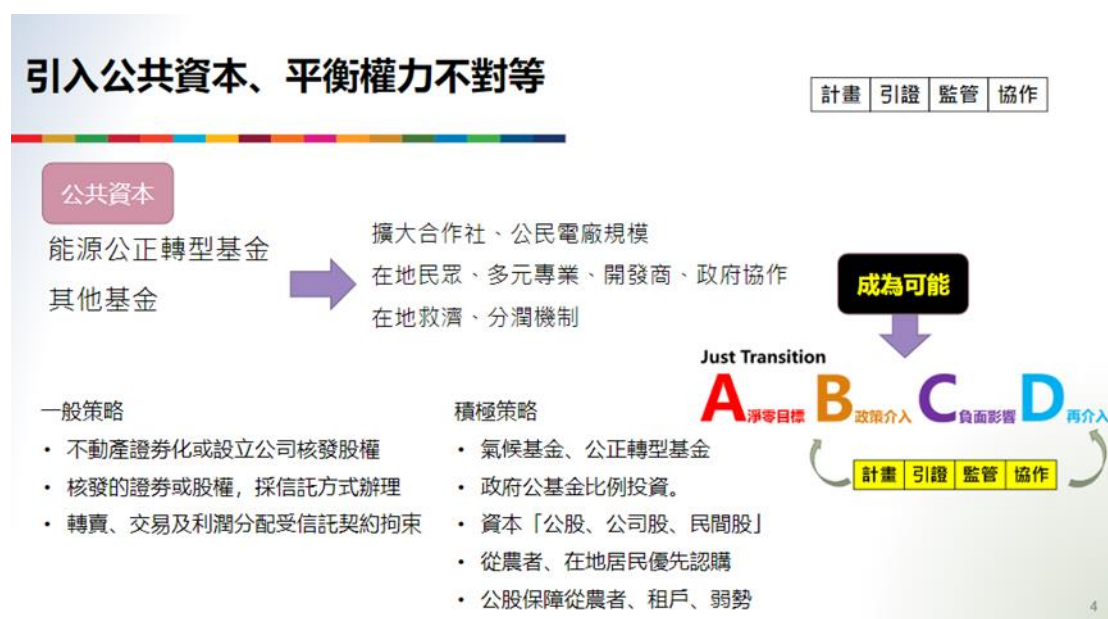 引入公共資本、平衡權力不對等
計畫 引證 監管 協作
公共資本
能源公正轉型基金
其他基金
擴大合作社、公民電廠規模
在地民眾、多元專業、開發商、政府協作
在地救濟、分潤機制
成為可能
Just Transition
A淨零目標 B政策介入 C負面影響 D再介入
計畫 引證 監管 協作
一般策略
• 不動產證券化或設立公司核發股權
• 核發的證券或股權，採信託方式辦理
• 轉賣、交易及利潤分配受信託契約拘束
積極策略
• 氣候基金、公正轉型基金
• 政府公基金比例投資。
• 資本「公股、公司股、民間股」
• 從農者、在地居民優先認購
• 公股保障從農者、租戶、弱勢
4